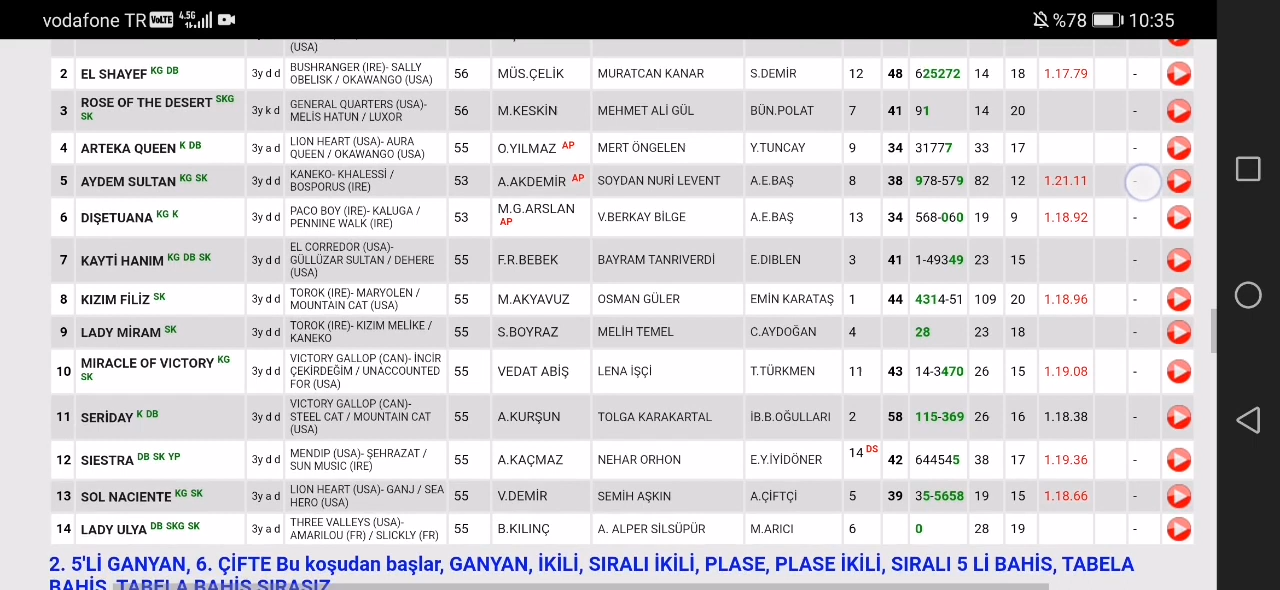 vodafone TR VoLTE 4.5G %78 10:35
(USA)
2 EL SHAYEF KG DB 3y d d BUSHRANGER (IRE)- SALLY OBELISK / OKAWANGO (USA) 56 MÜS.ÇELİK MURATCAN KANAR S.DEMİR 12 48 625272 14 18 1.17.79 -
3 ROSE OF THE DESERT SKG SK 3y k d GENERAL QUARTERS (USA)- MELİS HATUN / LUXOR 56 M.KESKİN MEHMET ALİ GÜL BÜN.POLAT 7 41 91 14 20 -
4 ARTEKA QUEEN K DB 3y a d LION HEART (USA)- AURA QUEEN / OKAWANGO (USA) 55 O.YILMAZ AP MERT ÖNGELEN Y.TUNCAY 9 34 31777 33 17 -
5 AYDEM SULTAN KG SK 3y d d KANEKO- KHALESSİ / BOSPORUS (IRE) 53 A.AKDEMİR AP SOYDAN NURİ LEVENT A.E.BAŞ 8 38 978-579 82 12 1.21.11 -
6 DIŞETUANA KG K 3y d d PACO BOY (IRE)- KALUGA / PENNINE WALK (IRE) 53 M.G.ARSLAN AP V.BERKAY BİLGE A.E.BAŞ 13 34 568-060 19 9 1.18.92 -
7 KAYTİ HANIM KG DB SK 3y d d EL CORREDOR (USA)- GÜLLÜZAR SULTAN / DEHERE (USA) 55 F.R.BEBEK BAYRAM TANRIVERDİ E.DIBLEN 3 41 1-49349 23 15 -
8 KIZIM FİLİZ SK 3y d d TOROK (IRE)- MARYOLEN / MOUNTAIN CAT (USA) 55 M.AKYAVUZ OSMAN GÜLER EMİN KARATAŞ 1 44 4314-51 109 20 1.18.96 -
9 LADY MİRAM SK 3y d d TOROK (IRE)- KIZIM MELİKE / KANEKO 55 S.BOYRAZ MELİH TEMEL C.AYDOĞAN 4 28 23 18 -
10 MIRACLE OF VICTORY KG SK 3y d d VICTORY GALLOP (CAN)- İNCİR ÇEKİRDEĞİM / UNACCOUNTED FOR (USA) 55 VEDAT ABİŞ LENA İŞÇİ T.TÜRKMEN 11 43 14-3470 26 15 1.19.08 -
11 SERİDAY K DB 3y d d VICTORY GALLOP (CAN)- STEEL CAT / MOUNTAIN CAT (USA) 55 A.KURŞUN TOLGA KARAKARTAL İB.B.OĞULLARI 2 58 115-369 26 16 1.18.38 -
12 SIESTRA DB SK YP 3y d d MENDIP (USA)- ŞEHRAZAT / SUN MUSIC (IRE) 55 A.KAÇMAZ NEHAR ORHON E.Y.İYİDÖNER 14 DS 42 644545 38 17 1.19.36 -
13 SOL NACIENTE KG SK 3y a d LION HEART (USA)- GANJ / SEA HERO (USA) 55 V.DEMİR SEMİH AŞKIN A.ÇİFTÇİ 5 39 35-5658 19 15 1.18.66 -
14 LADY ULYA DB SKG SK 3y a d THREE VALLEYS (USA)- AMARILOU (FR) / SLICKLY (FR) 55 B.KILINÇ A. ALPER SİLSÜPÜR M.ARICI 6 0 28 19 -
2. 5'Lİ GANYAN, 6. ÇİFTE Bu koşudan başlar, GANYAN, İKİLİ, SIRALI İKİLİ, PLASE, PLASE İKİLİ, SIRALI 5 Lİ BAHİS, TABELA
BAHİS, TABELA BAHİS SIRASIZ